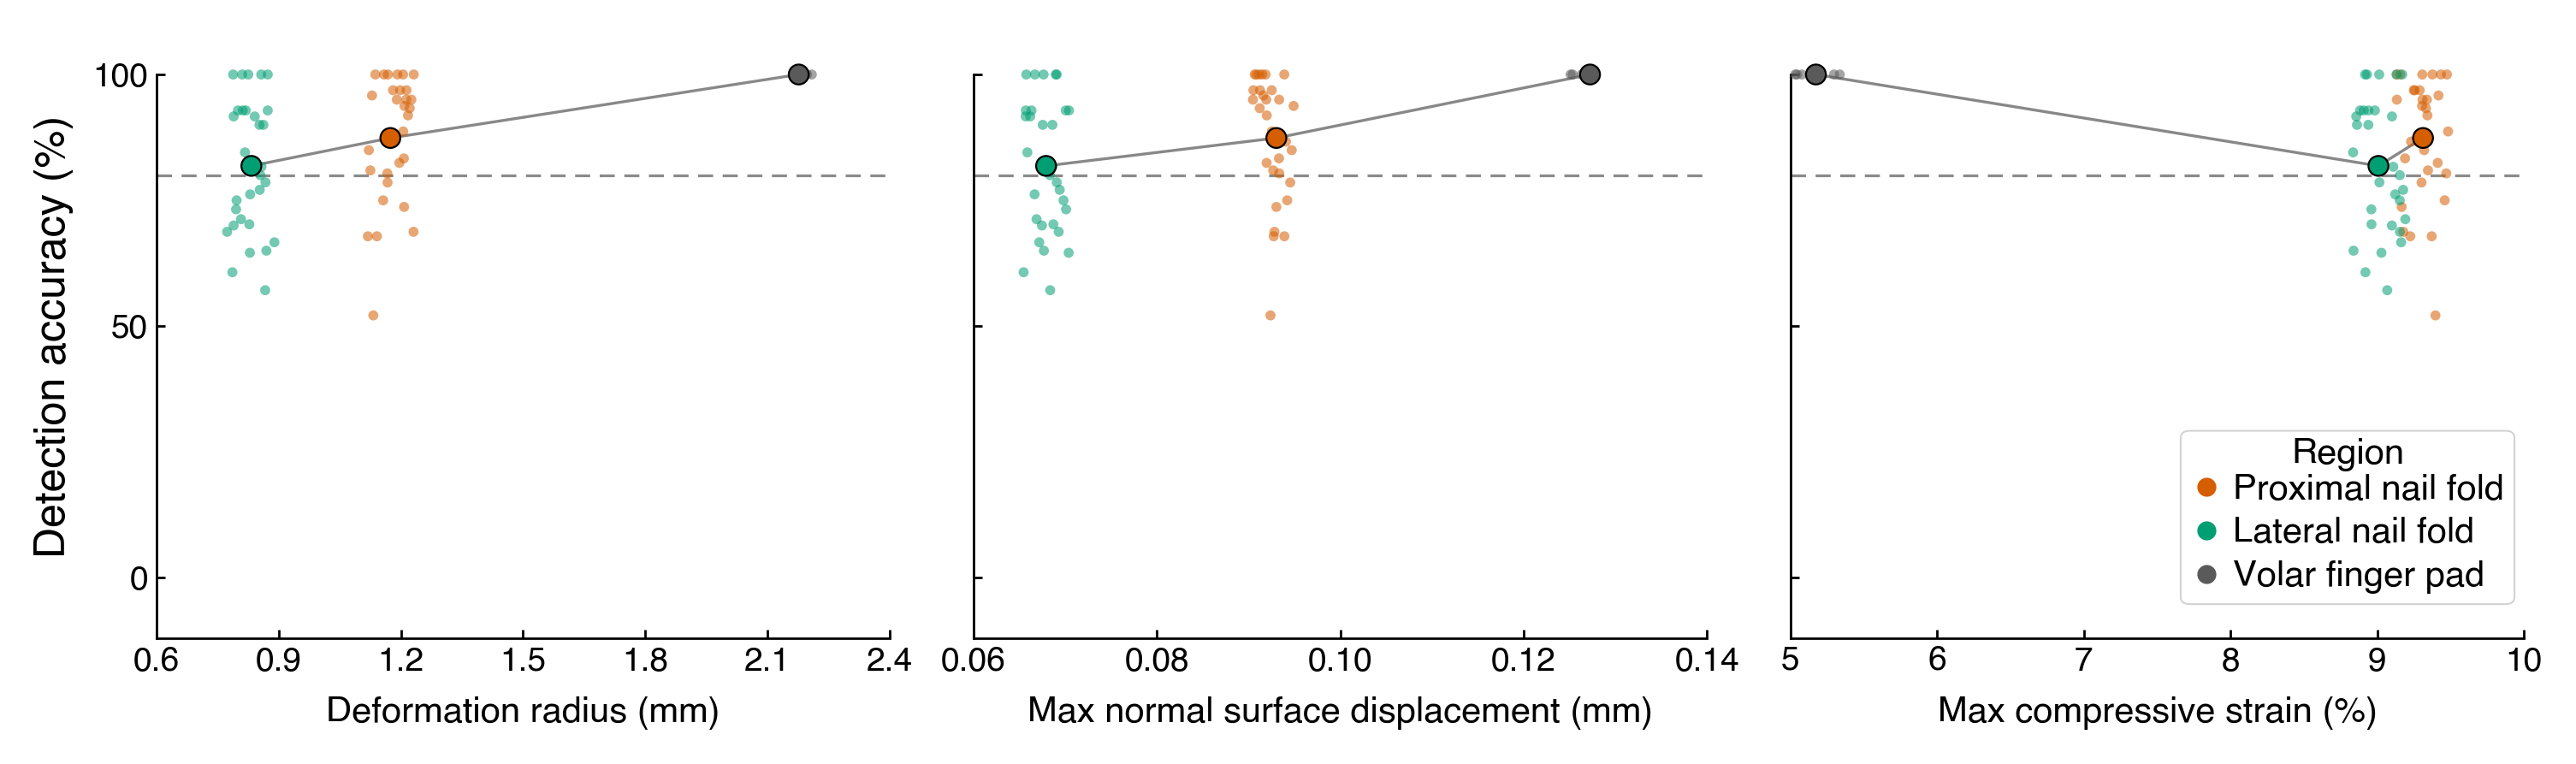 Detection accuracy (%)
100
50
0
0.6 0.9 1.2 1.5 1.8 2.1 2.4
Deformation radius (mm)
0.06 0.08 0.10 0.12 0.14
Max normal surface displacement (mm)
5 6 7 8 9 10
Max compressive strain (%)
Region
Proximal nail fold
Lateral nail fold
Volar finger pad